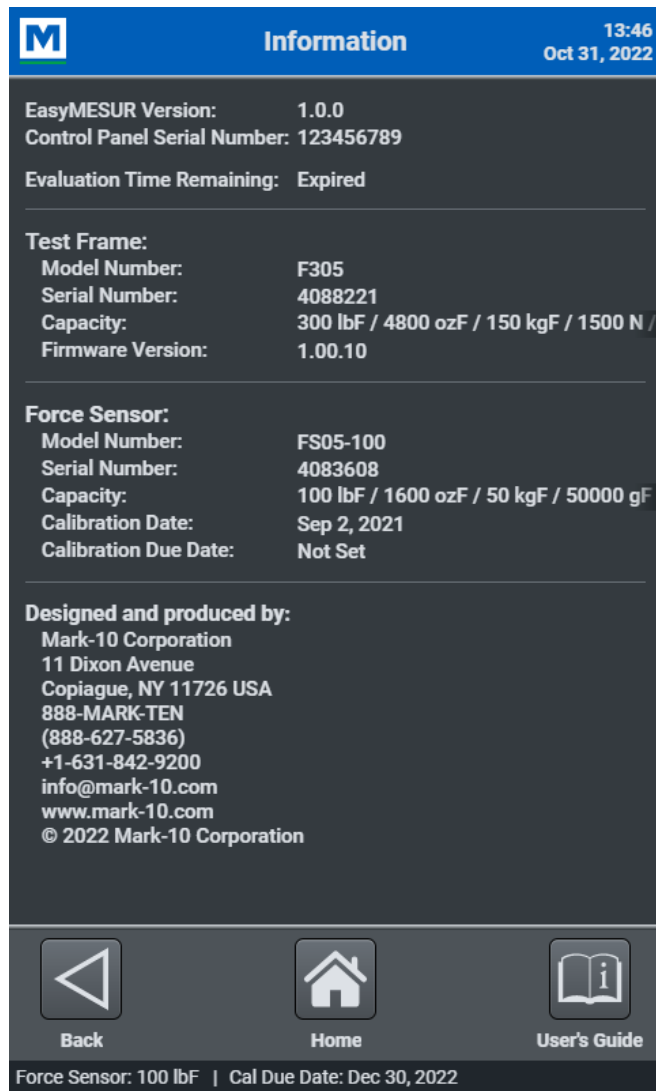 M
Information
13:46
Oct 31, 2022
EasyMESUR Version: 1.0.0
Control Panel Serial Number: 123456789
Evaluation Time Remaining: Expired
Test Frame:
Model Number: F305
Serial Number: 4088221
Capacity: 300 lbF / 4800 ozF / 150 kgF / 1500 N /
Firmware Version: 1.00.10
Force Sensor:
Model Number: FS05-100
Serial Number: 4083608
Capacity: 100 lbF / 1600 ozF / 50 kgF / 50000 gF
Calibration Date: Sep 2, 2021
Calibration Due Date: Not Set
Designed and produced by:
Mark-10 Corporation
11 Dixon Avenue
Copiague, NY 11726 USA
888-MARK-TEN
(888-627-5836)
+1-631-842-9200
info@mark-10.com
www.mark-10.com
© 2022 Mark-10 Corporation
i
Back Home User's Guide
Force Sensor: 100 lbF | Cal Due Date: Dec 30, 2022